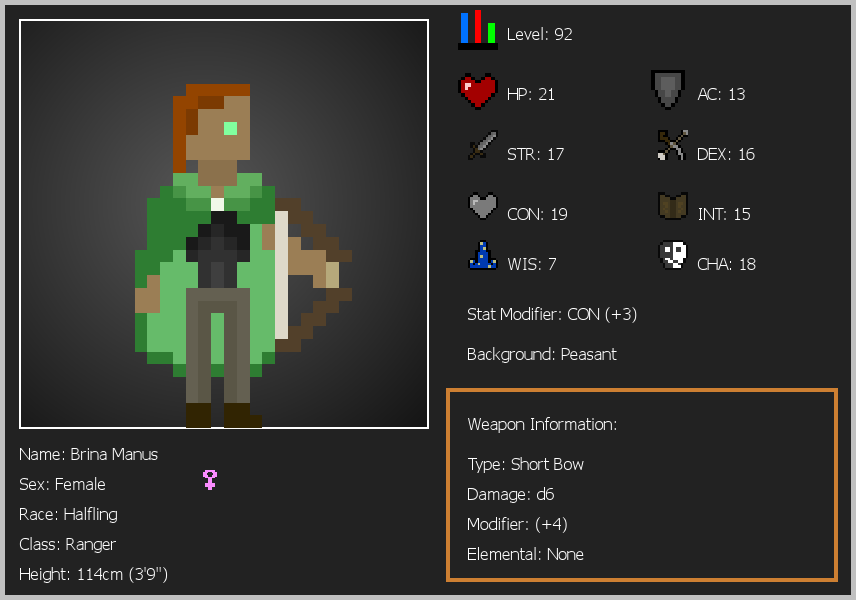 Level: 92
HP: 21
AC: 13
STR: 17
DEX: 16
CON: 19
INT: 15
WIS: 7
CHA: 18
Stat Modifier: CON (+3)
Background: Peasant
Weapon Information:
Type: Short Bow
Damage: d6
Modifier: (+4)
Elemental: None
Name: Brina Manus
Sex: Female
Race: Halfling
Class: Ranger
Height: 114cm (3'9")